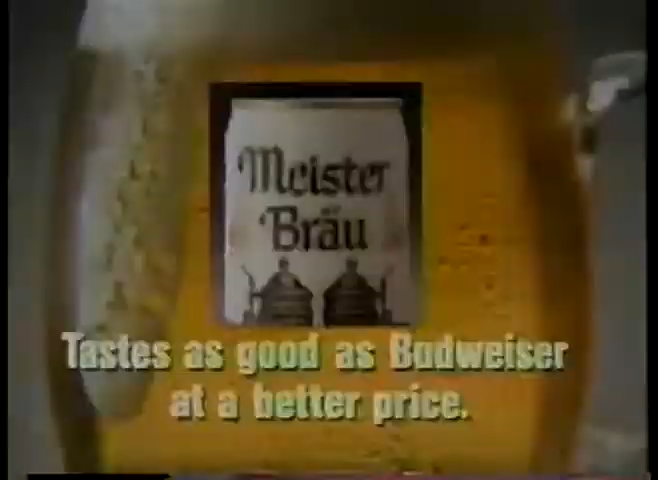 Meister
Bräu
Tastes as good as Budweiser
at a better price.